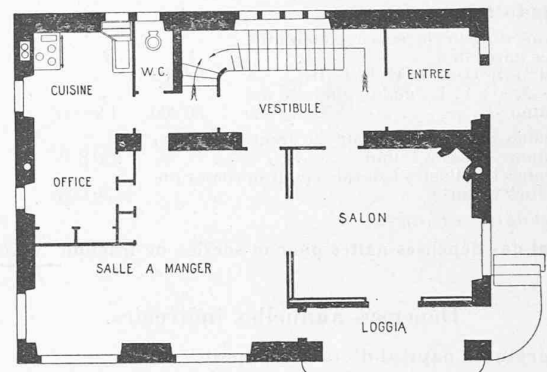 CUISINE
W.C.
ENTREE
VESTIBULE
OFFICE
SALON
SALLE A MANGER
LOGGIA